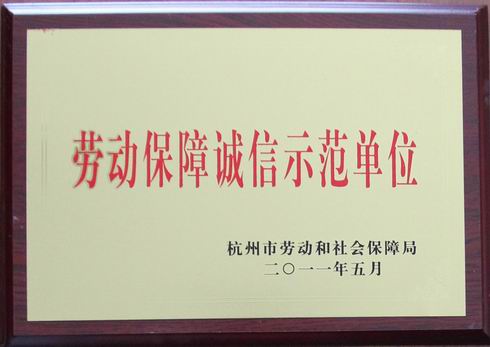 劳动保障诚信示范单位
杭州市劳动和社会保障局
二〇一一年五月